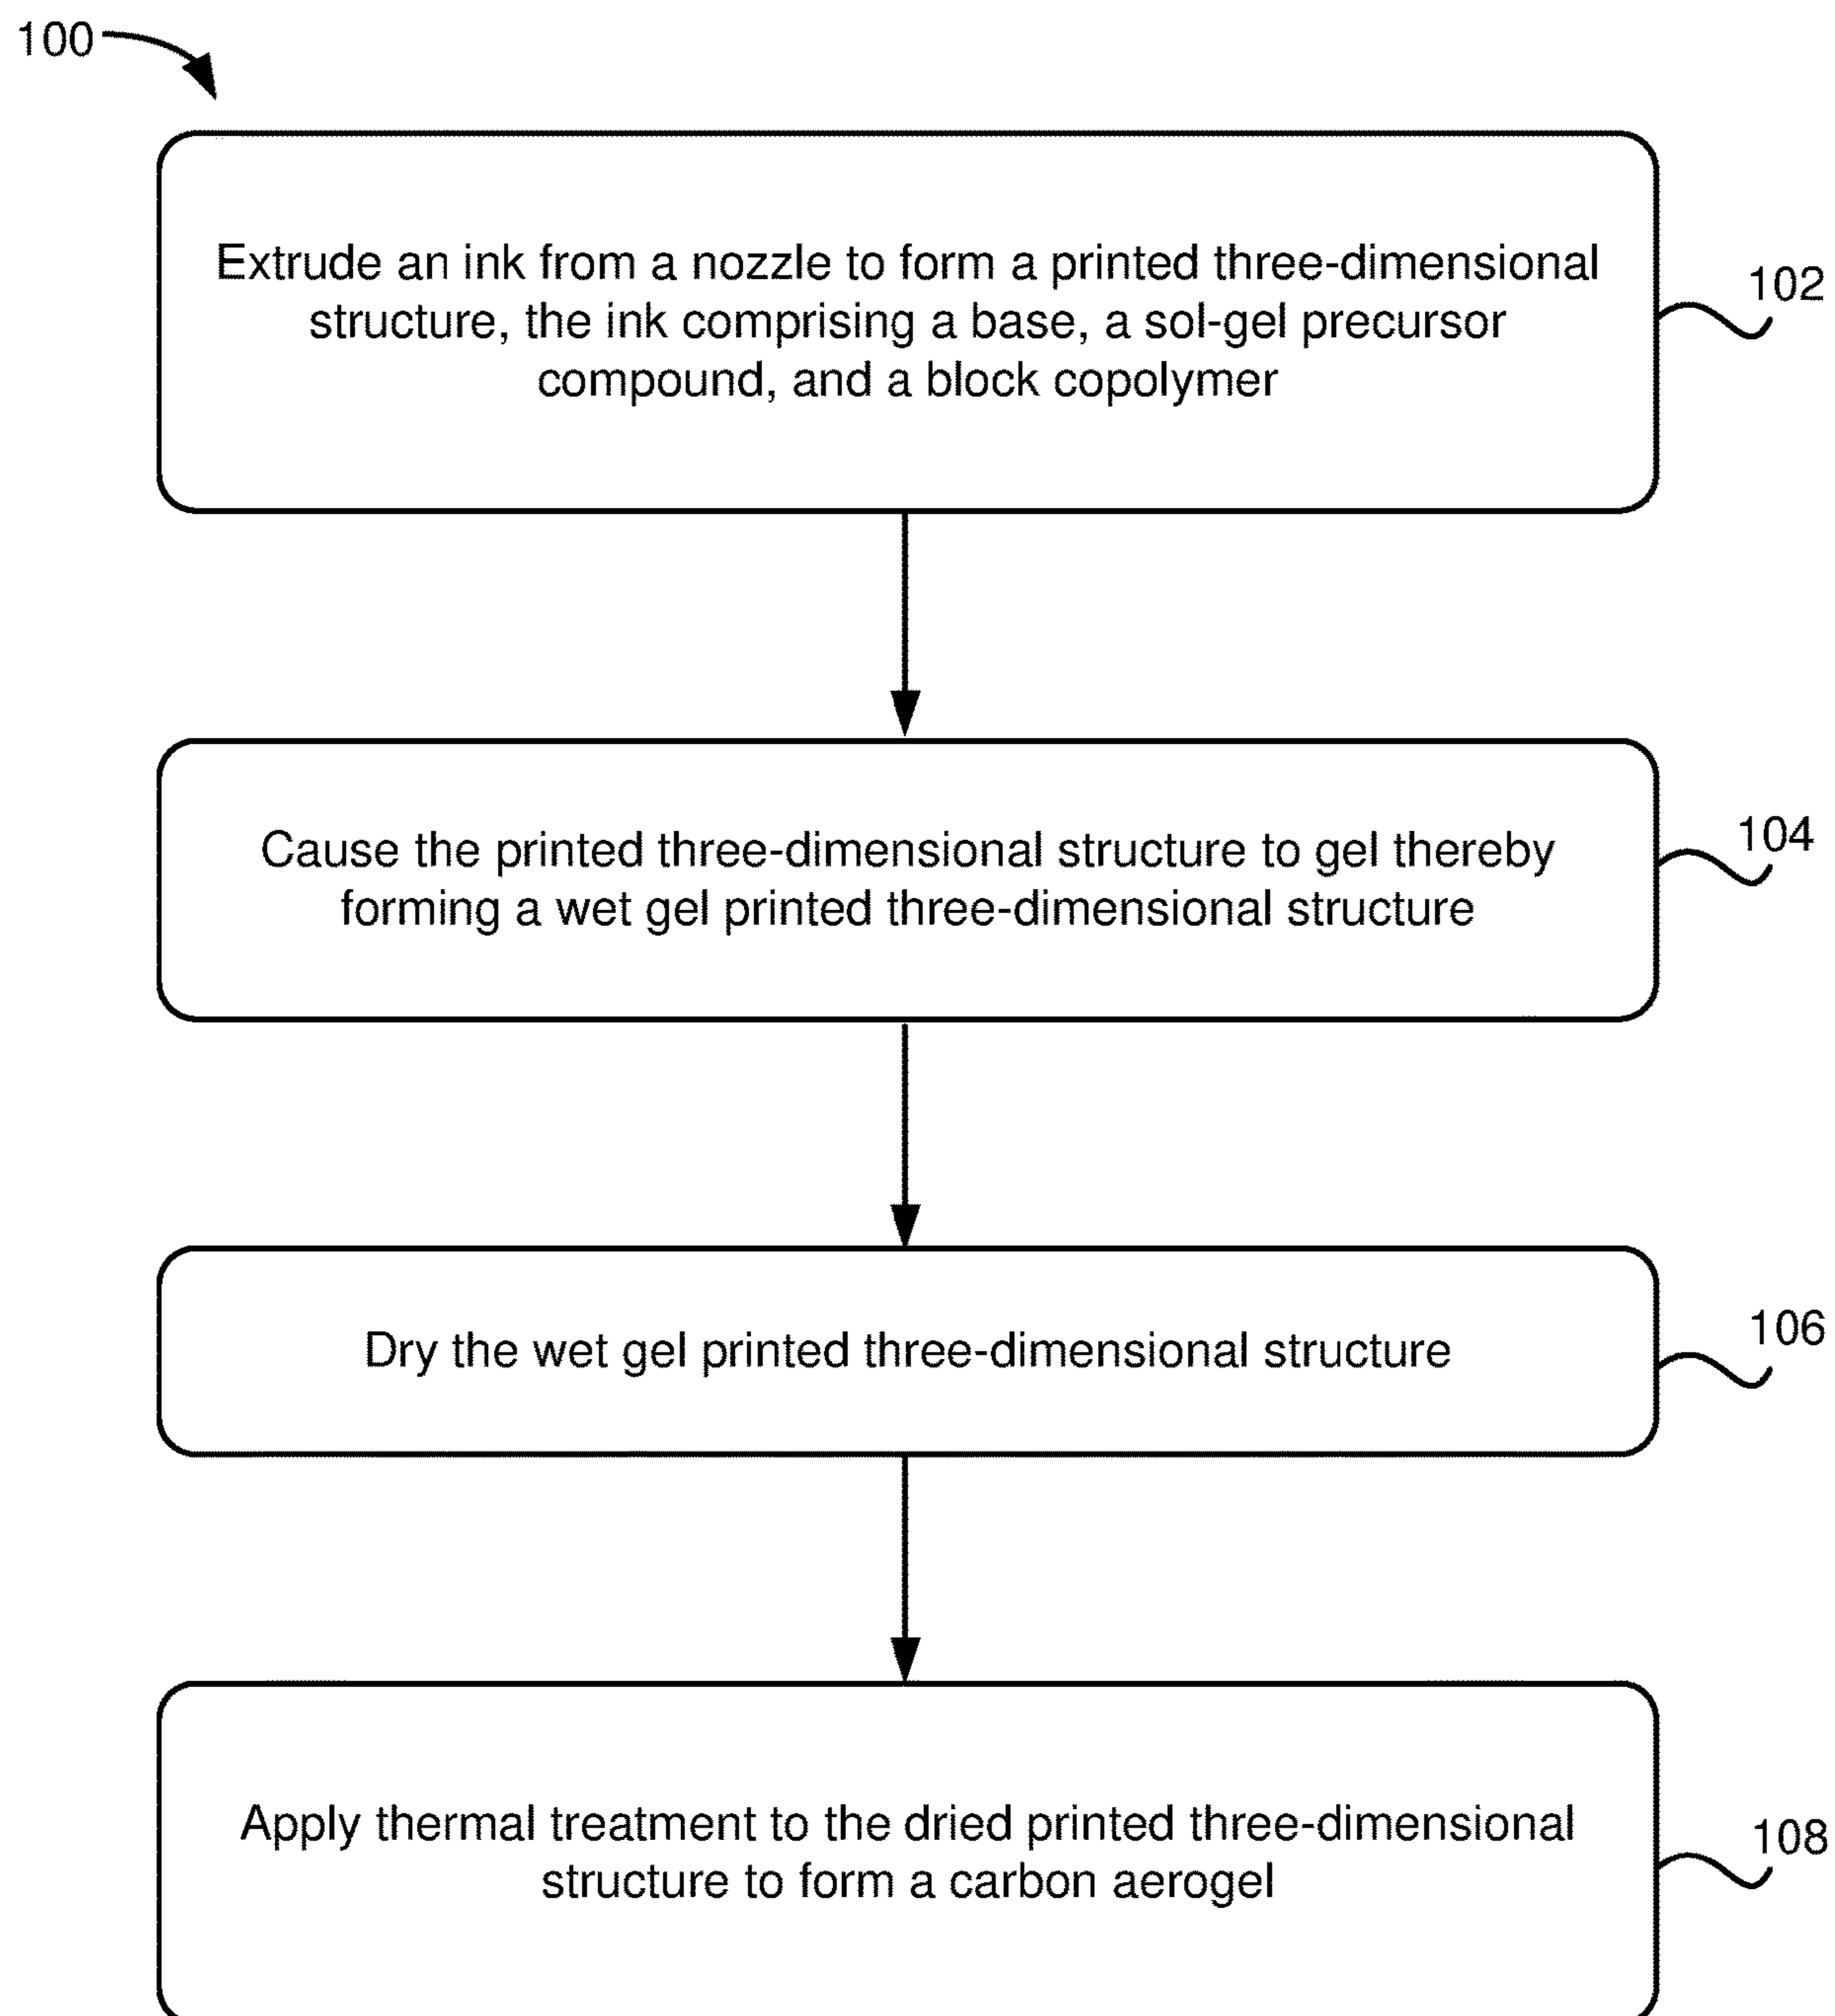 100
Extrude an ink from a nozzle to form a printed three-dimensional
structure, the ink comprising a base, a sol-gel precursor
compound, and a block copolymer
102
Cause the printed three-dimensional structure to gel thereby
forming a wet gel printed three-dimensional structure
104
Dry the wet gel printed three-dimensional structure
106
Apply thermal treatment to the dried printed three-dimensional
structure to form a carbon aerogel
108